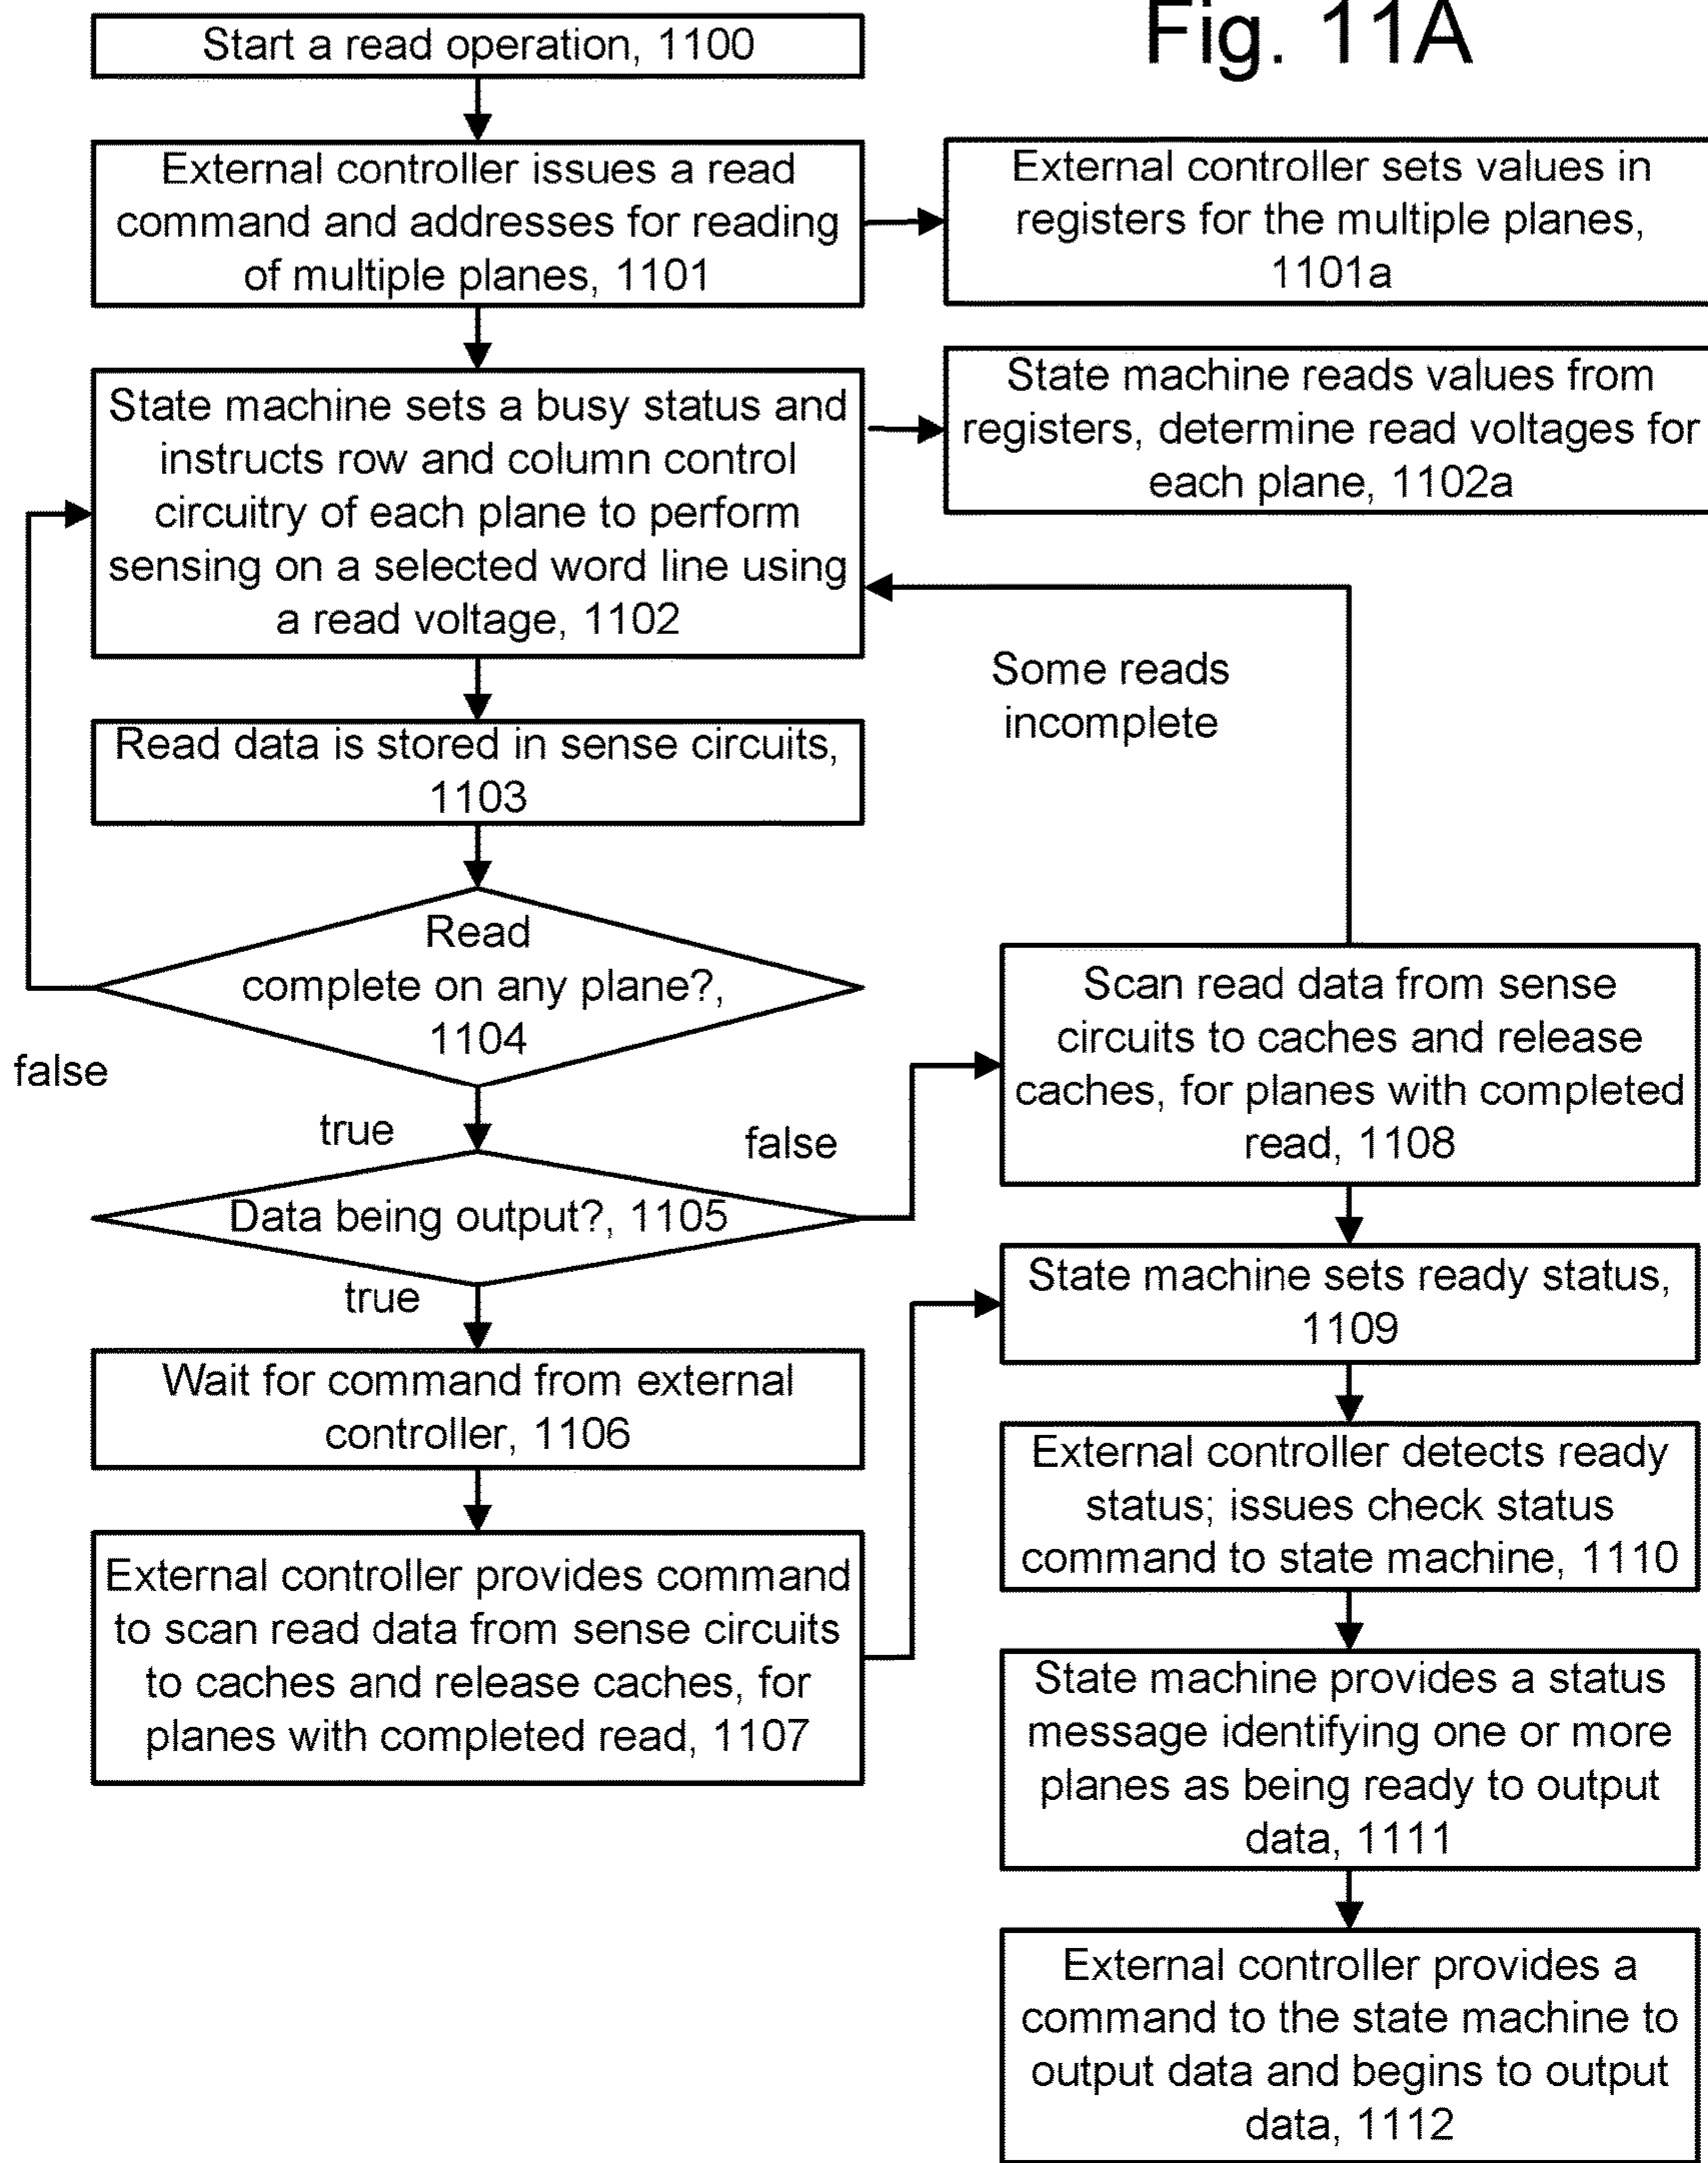 Fig. 11A
Start a read operation, 1100
External controller issues a read
command and addresses for reading
of multiple planes, 1101
External controller sets values in
registers for the multiple planes,
1101a
State machine sets a busy status and
instructs row and column control
circuitry of each plane to perform
sensing on a selected word line using
a read voltage, 1102
State machine reads values from
registers, determine read voltages for
each plane, 1102a
Some reads
incomplete
Read data is stored in sense circuits,
1103
Read
complete on any plane?,
1104
false
true
Data being output?, 1105
false
true
Wait for command from external
controller, 1106
External controller provides command
to scan read data from sense circuits
to caches and release caches, for
planes with completed read, 1107
Scan read data from sense
circuits to caches and release
caches, for planes with completed
read, 1108
State machine sets ready status,
1109
External controller detects ready
status; issues check status
command to state machine, 1110
State machine provides a status
message identifying one or more
planes as being ready to output
data, 1111
External controller provides a
command to the state machine to
output data and begins to output
data, 1112